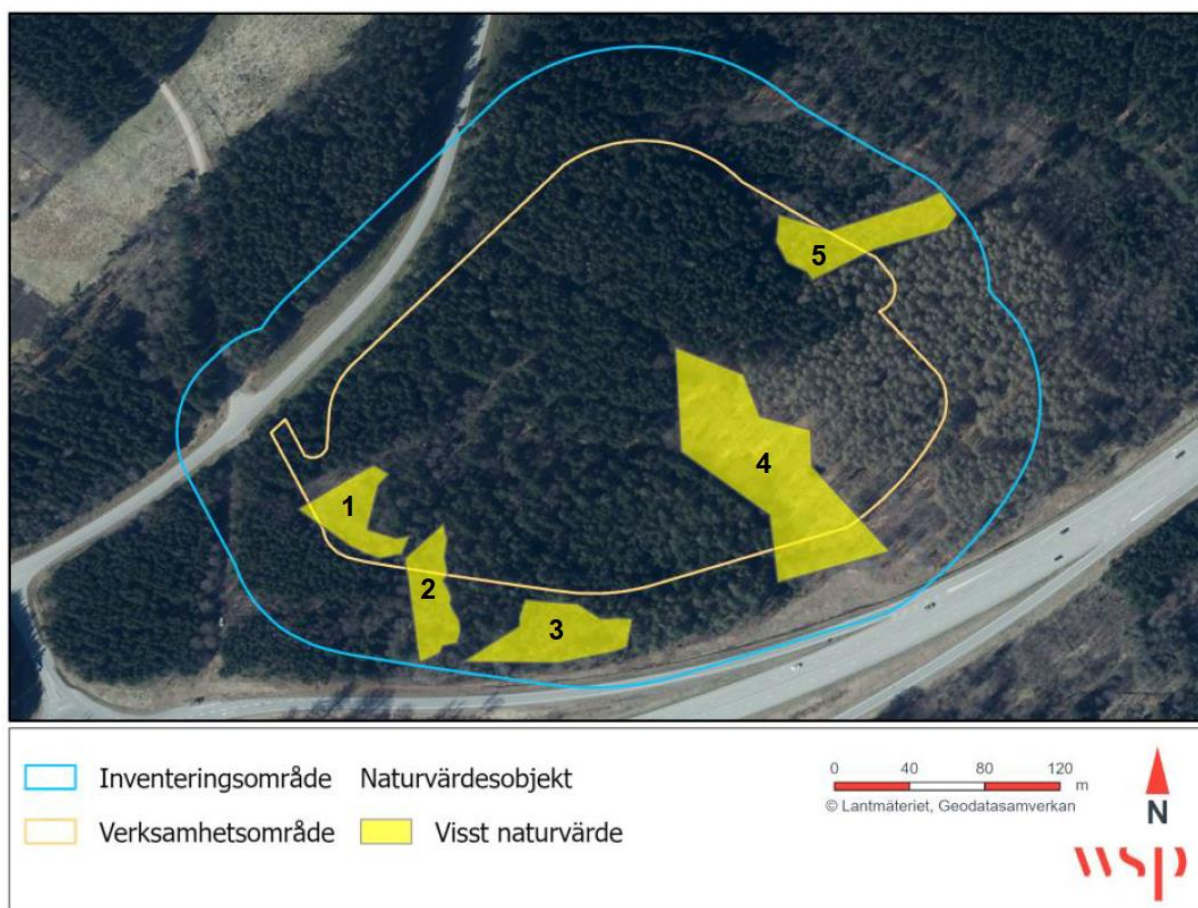 5
4
1
2
3
Inventeringsområde Naturvärdesobjekt
Verksamhetsområde Visst naturvärde
0 40 80 120 m
© Lantmäteriet, Geodatasamverkan
N
wsp